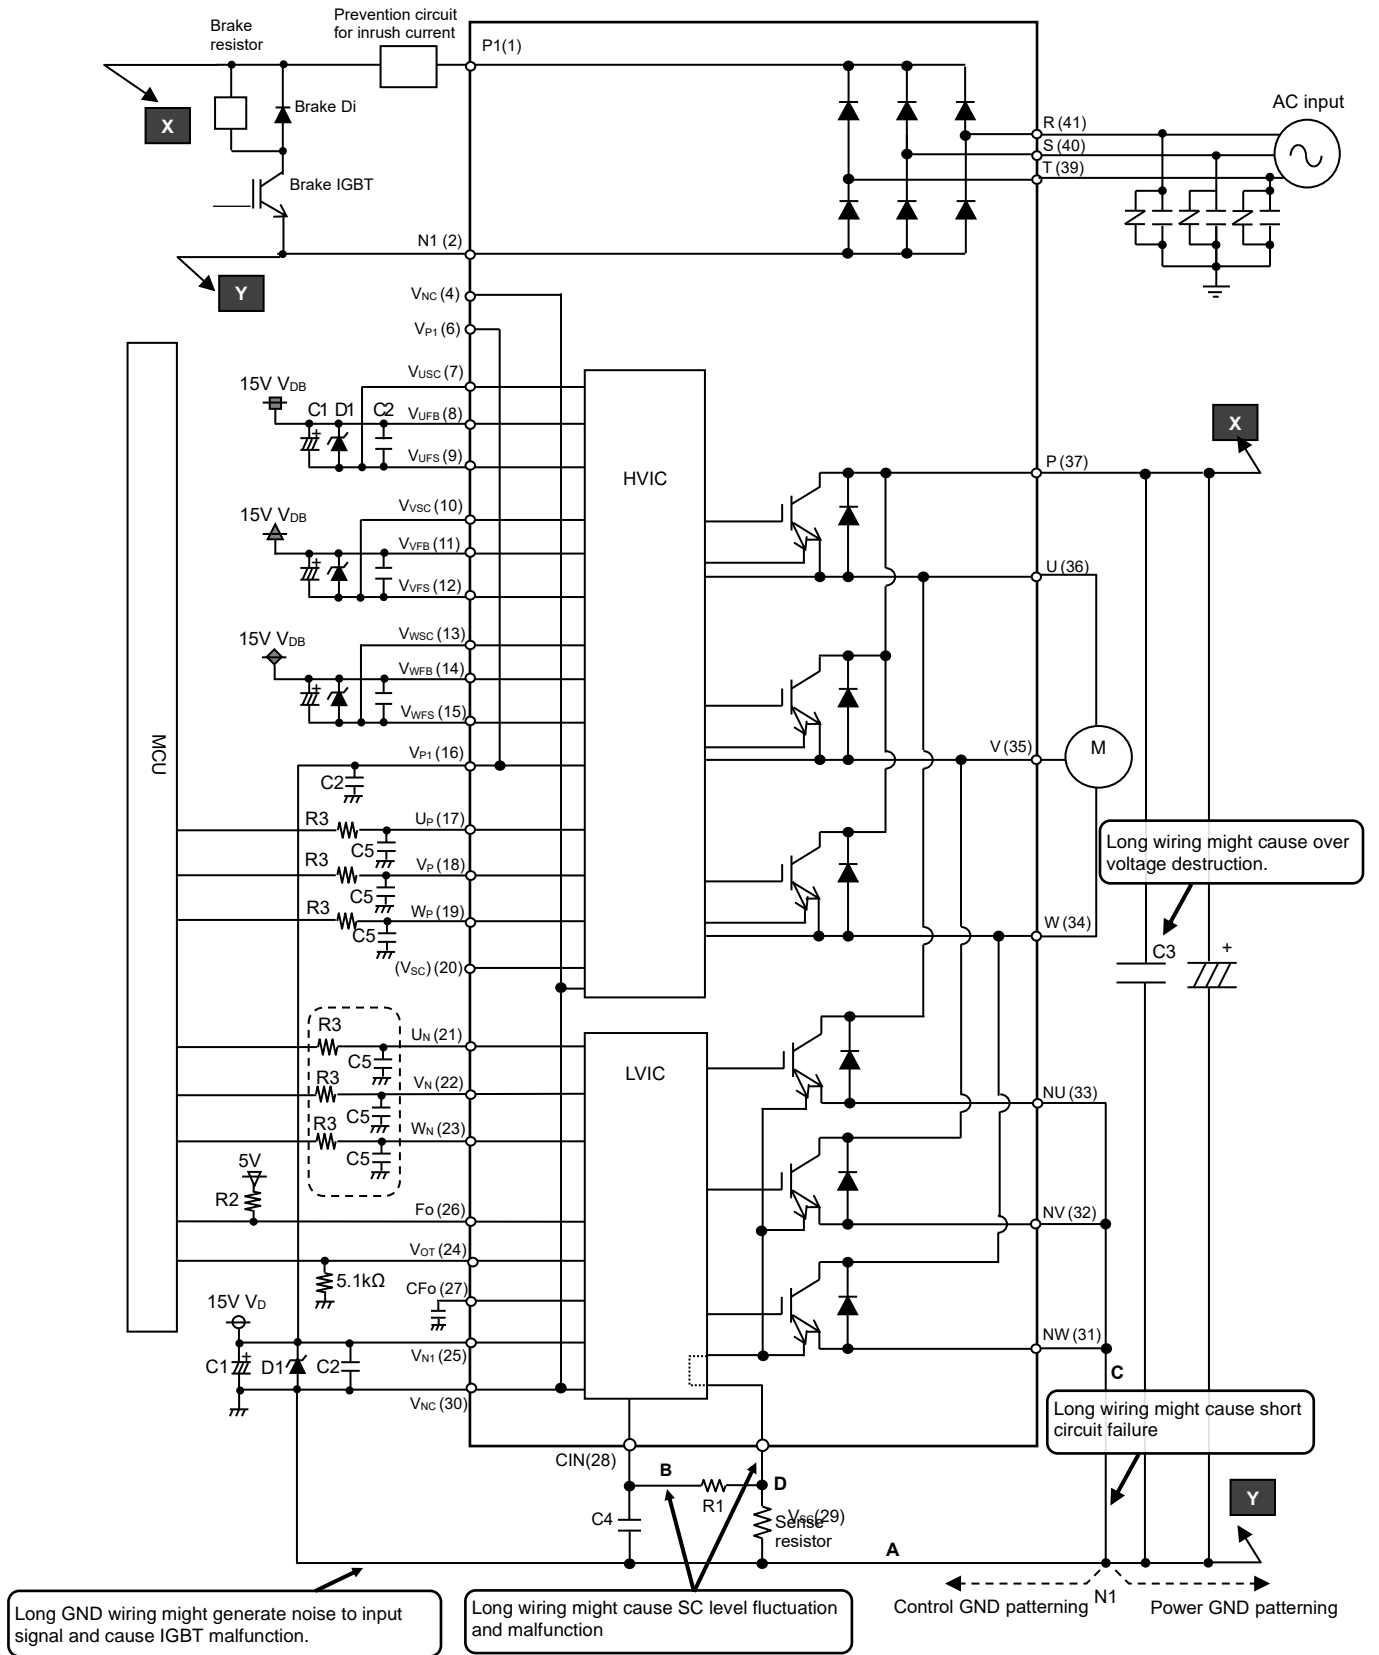 Prevention circuit
for inrush current
Brake
resistor
P1(1)
Brake Di
X
Brake IGBT
AC input
R (41)
S (40)
T (39)
N1 (2)
Y
VNC (4)
VP1 (6)
VUSC (7)
15V VDB
C1 D1 C2
+
VUFB (8)
VUFS (9)
HVIC
X
P (37)
VVSC (10)
15V VDB
+
VVFB (11)
VVFS (12)
U (36)
VWSC (13)
15V VDB
+
VWFB (14)
VWFS (15)
MCU
VP1 (16)
C2
V (35)
M
R3
UP (17)
C5
R3
VP (18)
C5
R3
WP (19)
C5
(VSC) (20)
Long wiring might cause over
voltage destruction.
W (34)
C3
+
R3
UN (21)
C5
R3
VN (22)
C5
R3
WN (23)
C5
LVIC
NU (33)
5V
R2
Fo (26)
NV (32)
VOT (24)
5.1kΩ
CFo (27)
15V VD
NW (31)
C1
+
D1
C2
VN1 (25)
VNC (30)
C
Long wiring might cause short
circuit failure
CIN(28)
B
D
R1
C4
VSC(29)
Sense
resistor
A
Y
N1
Control GND patterning
Power GND patterning
Long GND wiring might generate noise to input
signal and cause IGBT malfunction.
Long wiring might cause SC level fluctuation
and malfunction